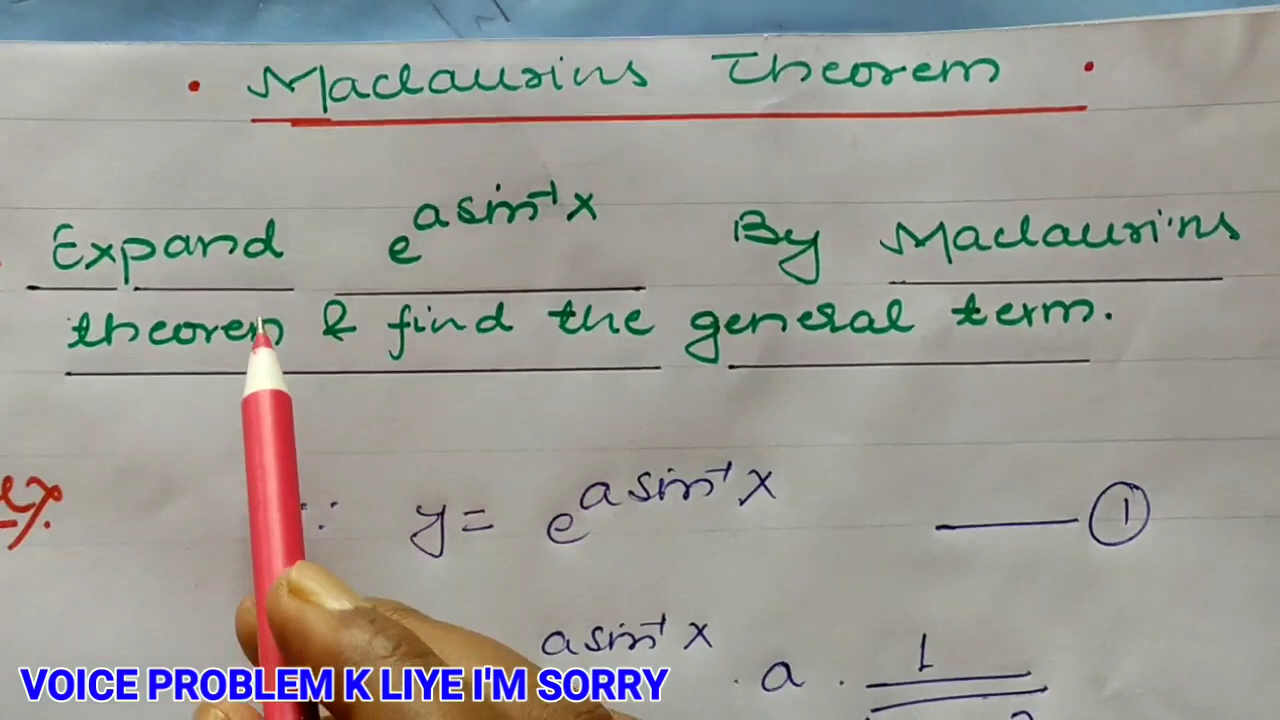 • Maclaurins Theorem •
Expand e^{a sin⁻¹ x} By Maclaurins
theorem & find the general term.
∵ y = e^{a sin⁻¹ x} ——— ①
a sin⁻¹ x . a . 1
VOICE PROBLEM K LIYE I'M SORRY